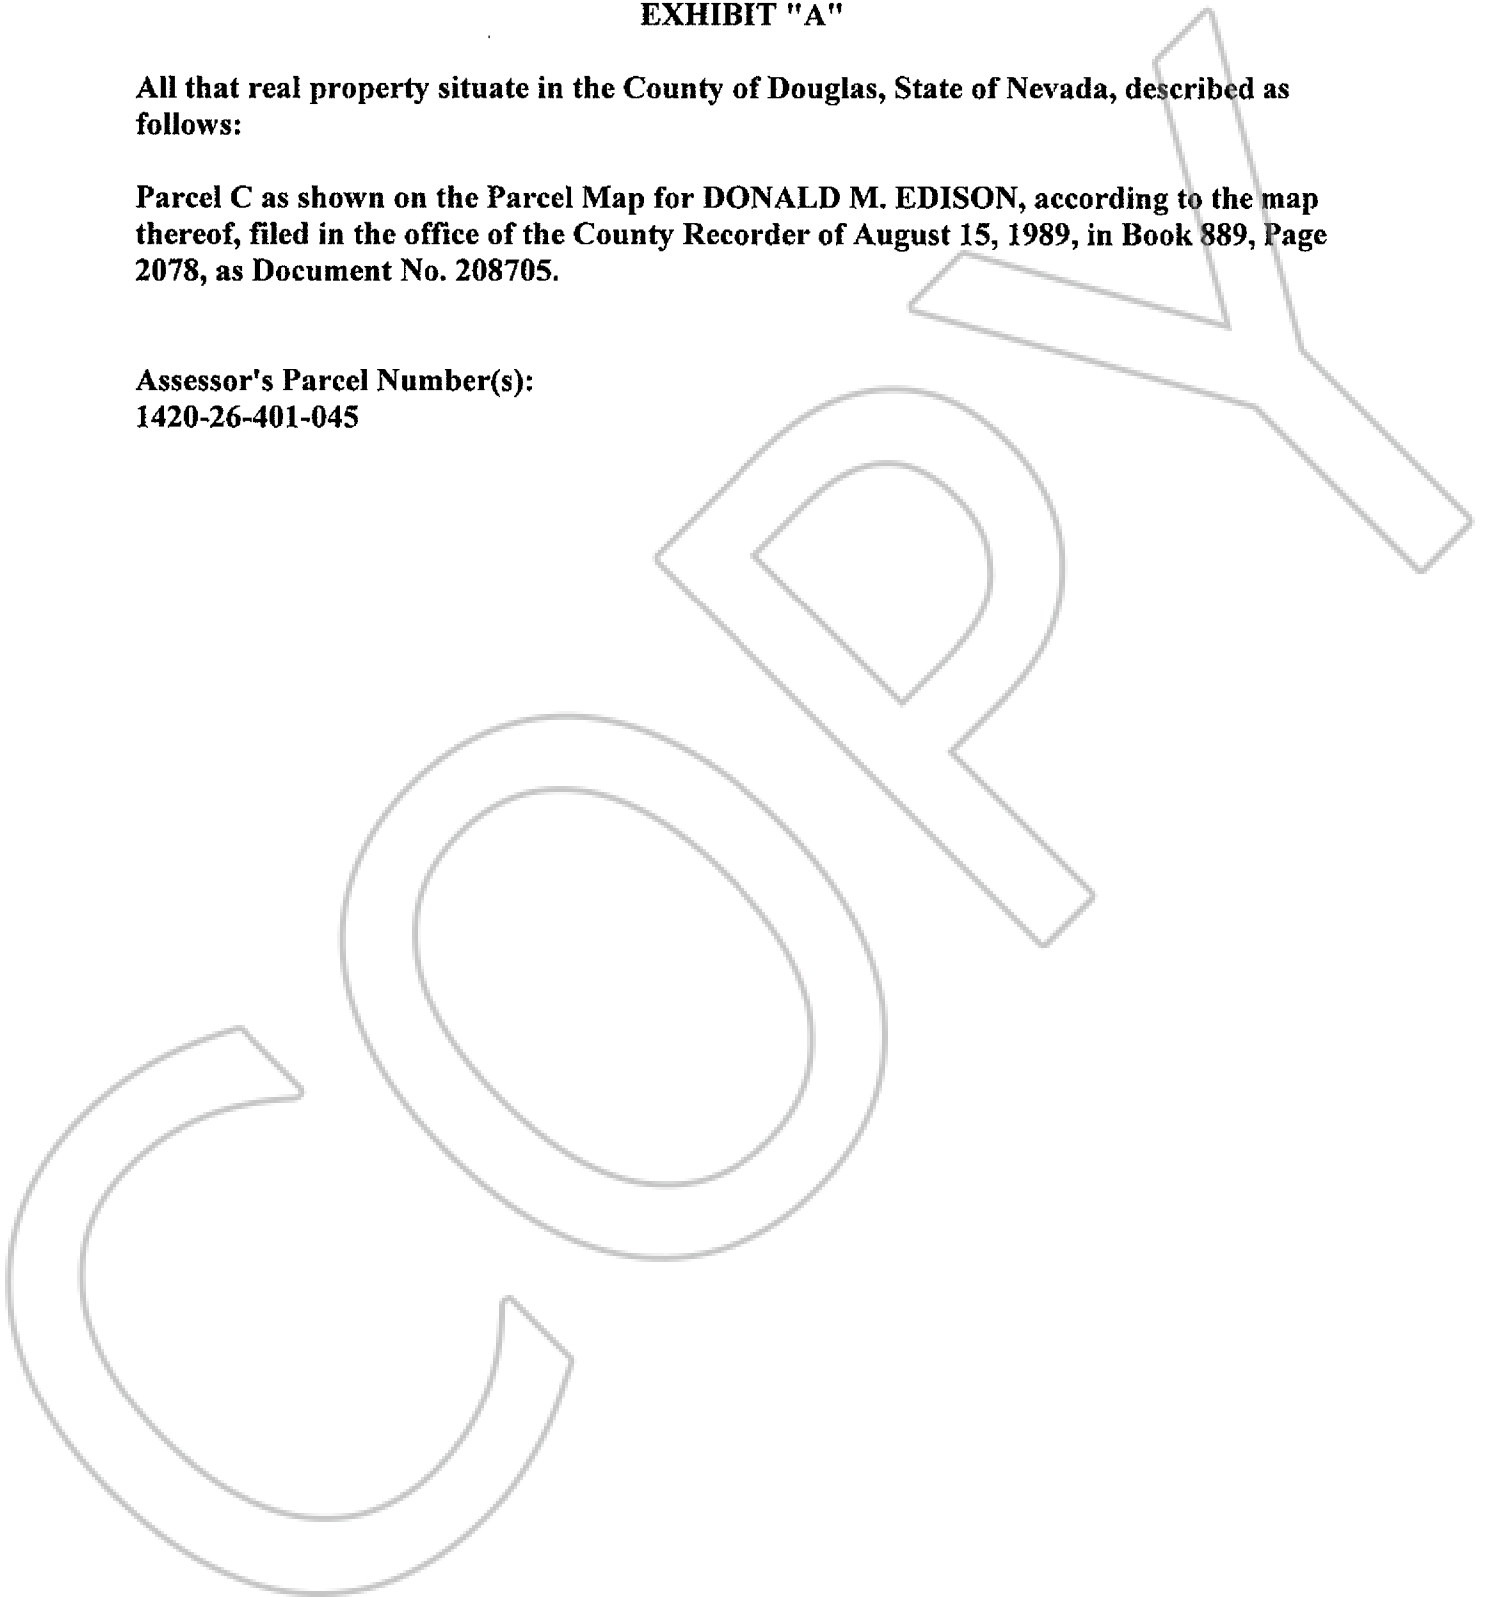 EXHIBIT "A"
All that real property situate in the County of Douglas, State of Nevada, described as
follows:
Parcel C as shown on the Parcel Map for DONALD M. EDISON, according to the map
thereof, filed in the office of the County Recorder of August 15, 1989, in Book 889, Page
2078, as Document No. 208705.
Assessor's Parcel Number(s):
1420-26-401-045
COPY